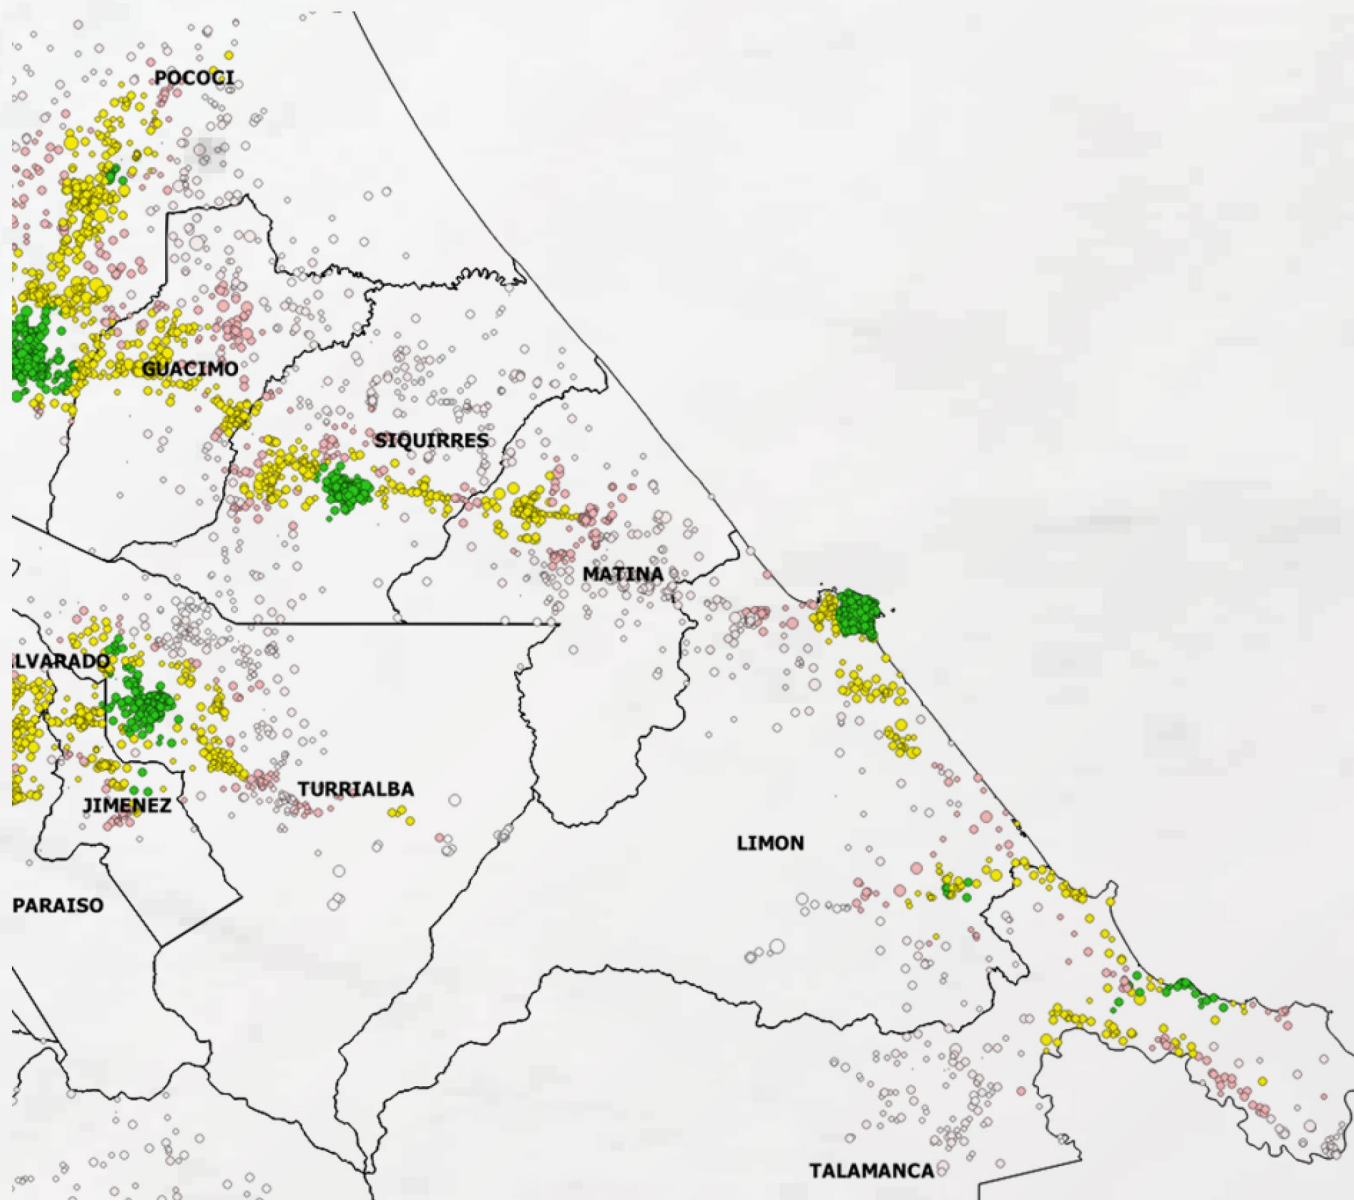 POCOCI
GUACIMO
SIQUIRRES
MATINA
LVARADO
TURRIALBA
JIMENEZ
LIMON
PARAISO
TALAMANCA